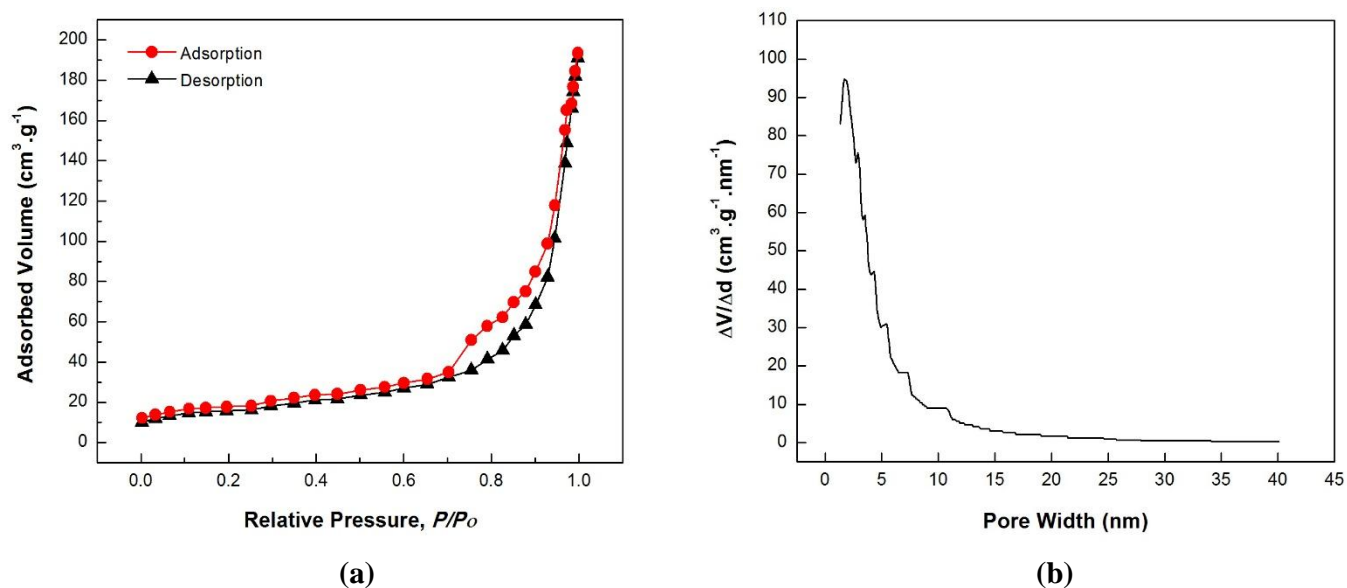 200
180
160
140
120
100
80
60
40
20
0
Adsorbed Volume (cm³.g⁻¹)
Adsorption
Desorption
0.0 0.2 0.4 0.6 0.8 1.0
Relative Pressure, P/Po
(a)
110
100
90
80
70
60
50
40
30
20
10
0
ΔV/Δd (cm³.g⁻¹.nm⁻¹)
0 5 10 15 20 25 30 35 40 45
Pore Width (nm)
(b)